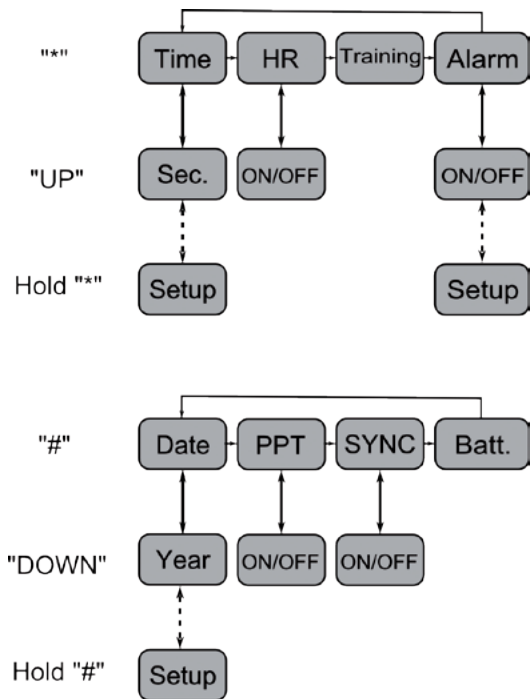 "*" Time HR Training Alarm
"UP" Sec. ON/OFF ON/OFF
Hold "*" Setup Setup
"#" Date PPT SYNC Batt.
"DOWN" Year ON/OFF ON/OFF
Hold "#" Setup